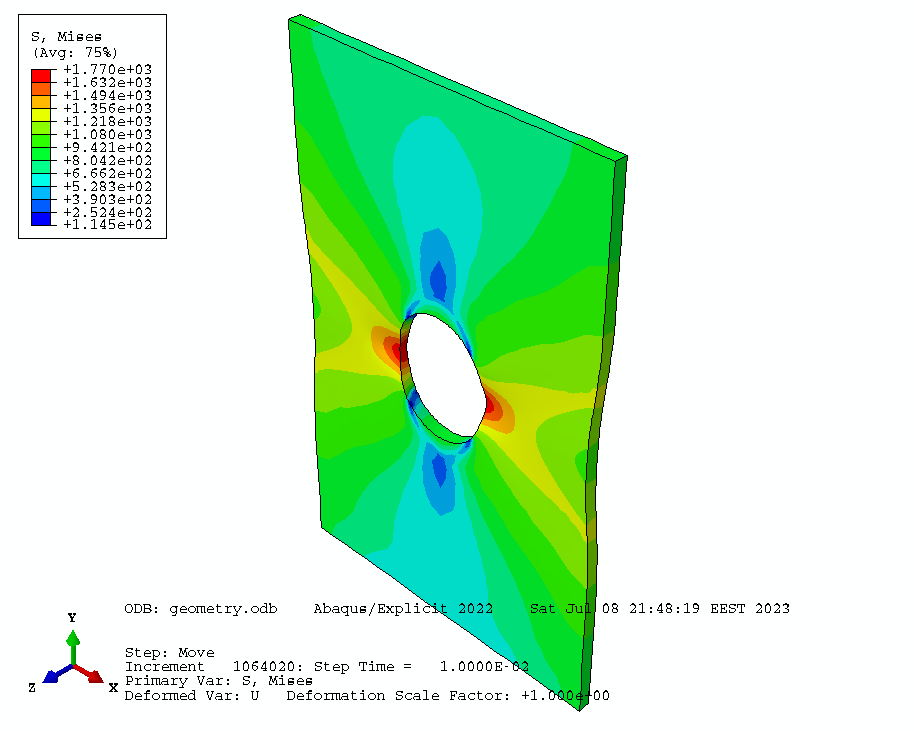 S, Mises
(Avg: 75%)
+1.770e+03
+1.632e+03
+1.494e+03
+1.356e+03
+1.218e+03
+1.080e+03
+9.421e+02
+8.042e+02
+6.662e+02
+5.283e+02
+3.903e+02
+2.524e+02
+1.145e+02
ODB: geometry.odb Abaqus/Explicit 2022 Sat Jul 08 21:48:19 EEST 2023
Y
Z
X
Step: Move
Increment 1064020: Step Time = 1.0000E-02
Primary Var: S, Mises
Deformed Var: U Deformation Scale Factor: +1.000e+00